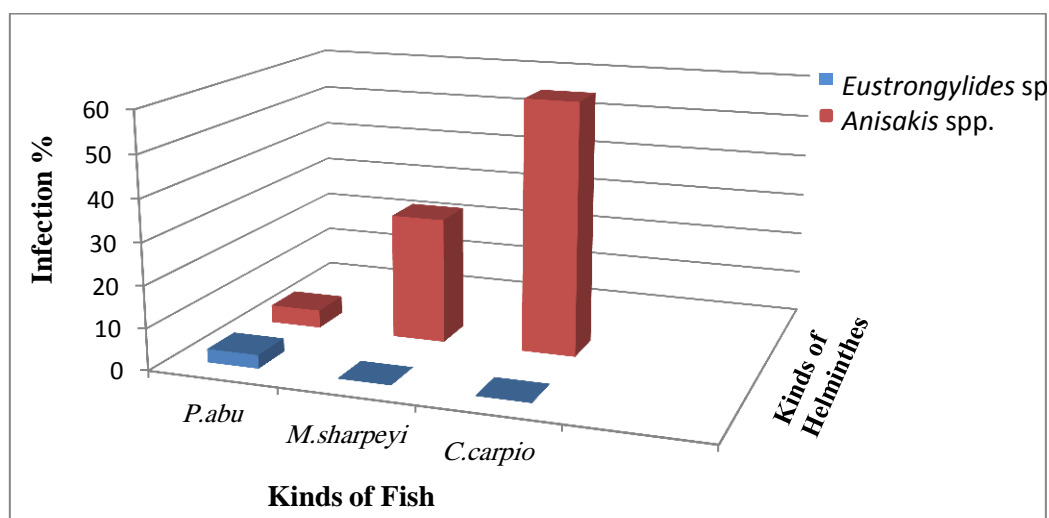 Eustrongylides sp
Anisakis spp.
Infection %
60
50
40
30
20
10
0
P.abu
M.sharpeyi
C.carpio
Kinds of Fish
Kinds of
Helminthes